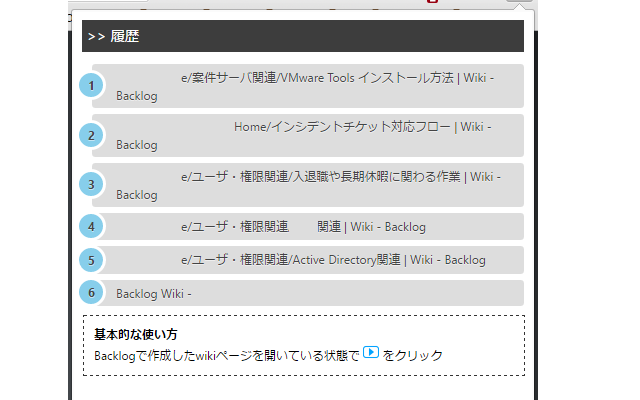 >> 履歴
1
e/案件サーバ関連/VMware Tools インストール方法 | Wiki -
Backlog
2
Home/インシデントチケット対応フロー | Wiki -
Backlog
3
e/ユーザ・権限関連/入退職や長期休暇に関わる作業 | Wiki -
Backlog
4
e/ユーザ・権限関連 関連 | Wiki - Backlog
5
e/ユーザ・権限関連/Active Directory関連 | Wiki - Backlog
6
Backlog Wiki -
基本的な使い方
Backlogで作成したwikiページを開いている状態で をクリック